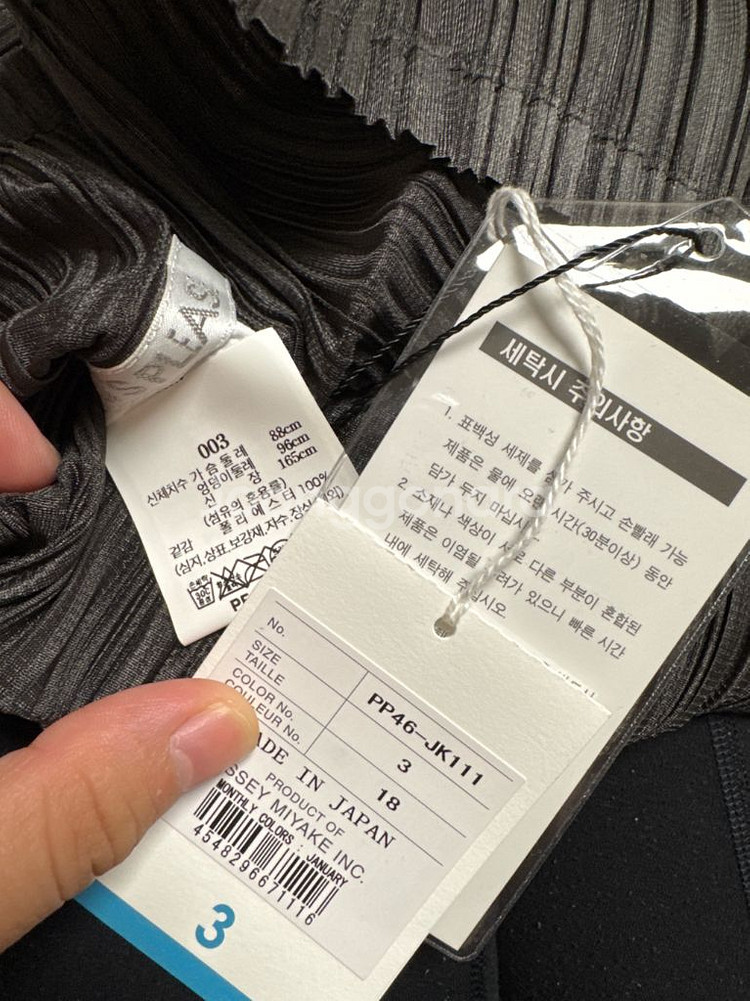 003
신체치수 가 슴 둘 레 88cm
엉덩이둘레 96cm
신 장 165cm
(섬유의 혼용률)
겉감 폴 리 에 스 터 100%
30C
세탁시 주의사항
1. 표백성 세제를 삼가 주시고 손빨래 가능
제품은 물에 오랜 시간(30분이상) 동안
담가 두지 마십시
2. 소재나 색상이 서로 다른 부분이 혼합된
제품은 이염될 우려가 있으니 빠른 시간
내에 세탁해 주십시오
No. PP46-JK111
SIZE
TAILLE 3
COLOR No.
COULEUR No. 18
MADE IN JAPAN
PRODUCT OF
ISSEY MIYAKE INC.
MONTHLY COLORS : JANUARY
4548296671116
3